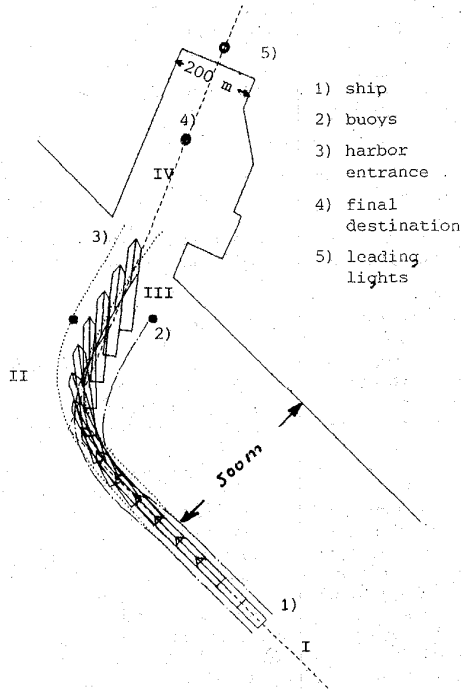 5)
200 m
1) ship
2) buoys
3) harbor
entrance
4) final
destination
5) leading
lights
4)
IV
3)
III
2)
II
500m
1)
I